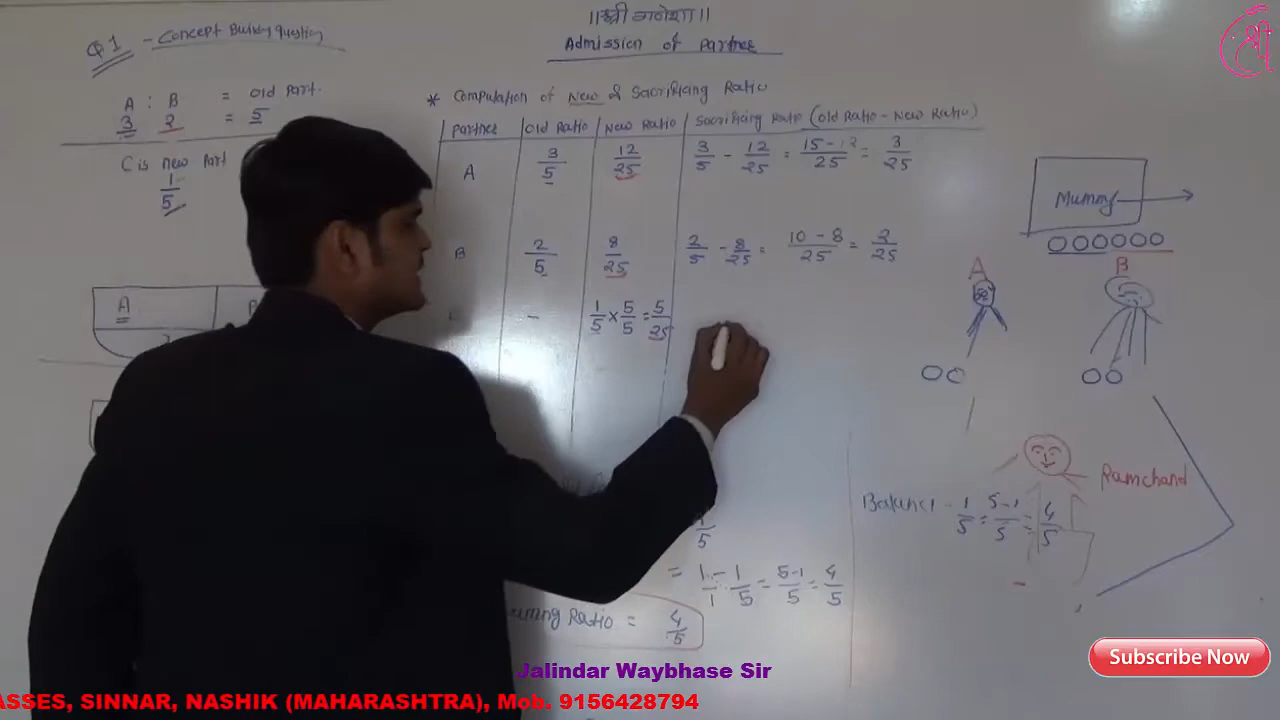 ॥श्री गणेशा॥
Admission of Partner
Q.1 - Concept Building Question
A : B = Old Part.
3 2 = 5
C is new Part
1/5
A
* Computation of New & Sacrificing Ratio
Partner Old Ratio New Ratio Sacrificing Ratio (Old Ratio - New Ratio)
A 3/5 12/25 3/5 - 12/25 = 15-12/25 = 3/25
B 2/5 8/25 2/5 - 8/25 = 10-8/25 = 2/25
- 1/5 × 5/5 = 5/25
Mummy
A B
Ramchand
Balance - 1/5 = 5-1/5 = 4/5
/5
= 1/1 - 1/5 = 5-1/5 = 4/5
Ratio = 4/5
श्री
Subscribe Now
Jalindar Waybhase Sir
ASSES, SINNAR, NASHIK (MAHARASHTRA), Mob. 9156428794